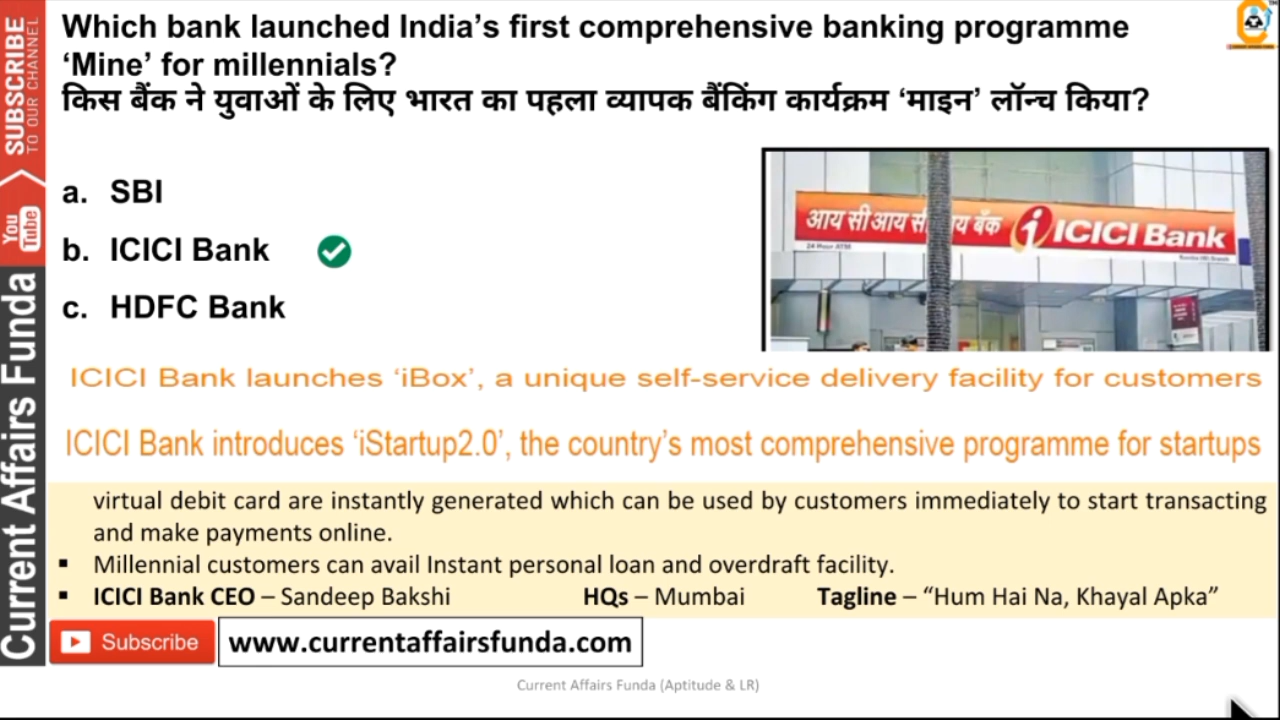 Which bank launched India’s first comprehensive banking programme
‘Mine’ for millennials?
किस बैंक ने युवाओं के लिए भारत का पहला व्यापक बैंकिंग कार्यक्रम ‘माइन’ लॉन्च किया?
a. SBI
b. ICICI Bank
c. HDFC Bank
आय सी आय सी
य बँक
ICICI Bank
24 Hour ATM
ICICI Bank launches ‘iBox’, a unique self-service delivery facility for customers
ICICI Bank introduces ‘iStartup2.0’, the country’s most comprehensive programme for startups
virtual debit card are instantly generated which can be used by customers immediately to start transacting
and make payments online.
▪ Millennial customers can avail Instant personal loan and overdraft facility.
▪ ICICI Bank CEO – Sandeep Bakshi HQs – Mumbai Tagline – “Hum Hai Na, Khayal Apka”
Subscribe
www.currentaffairsfunda.com
Current Affairs Funda (Aptitude & LR)
SUBSCRIBE
TO OUR CHANNEL
You
Tube
Current Affairs Funda